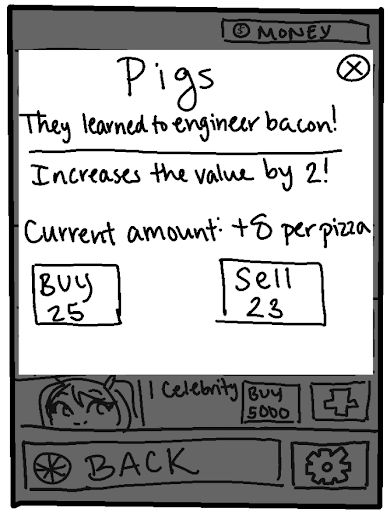 MONEY
Pigs
They learned to engineer bacon!
Increases the value by 2!
Current amount: +8 per pizza
Buy
25
Sell
23
1 Celebrity
Buy
5000
BACK